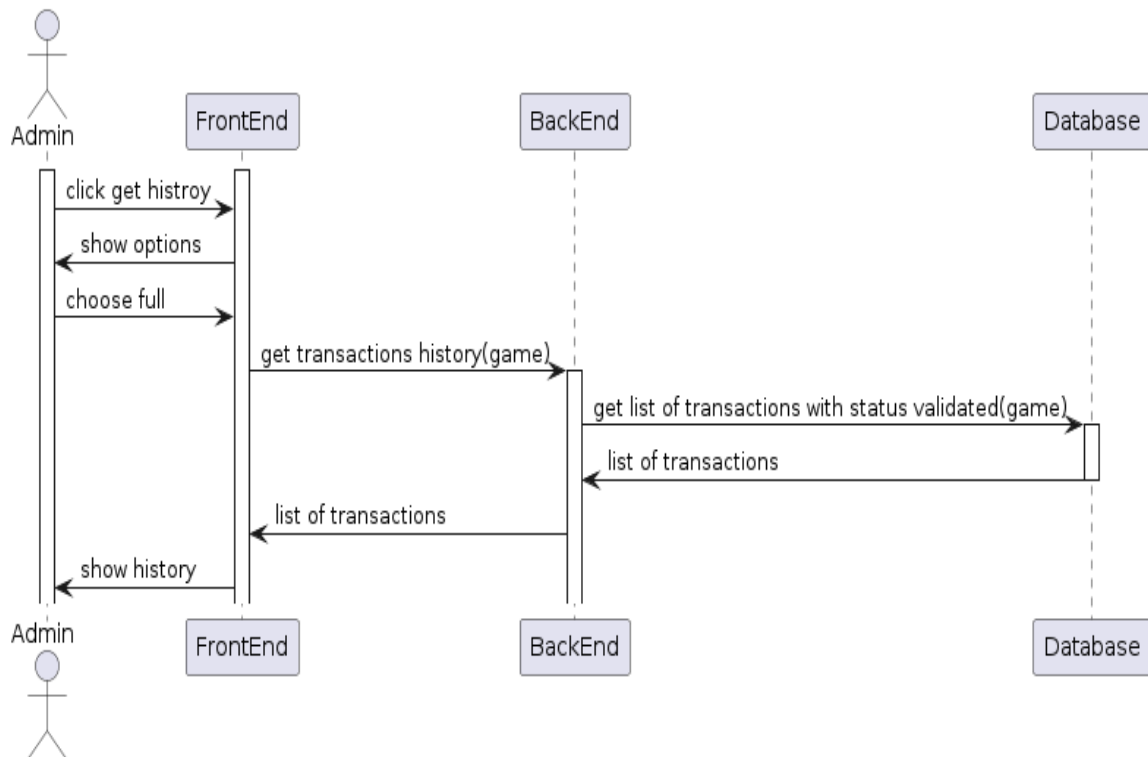 Admin
FrontEnd
BackEnd
Database
click get histroy
show options
choose full
get transactions history(game)
get list of transactions with status validated(game)
list of transactions
list of transactions
show history
Admin
FrontEnd
BackEnd
Database